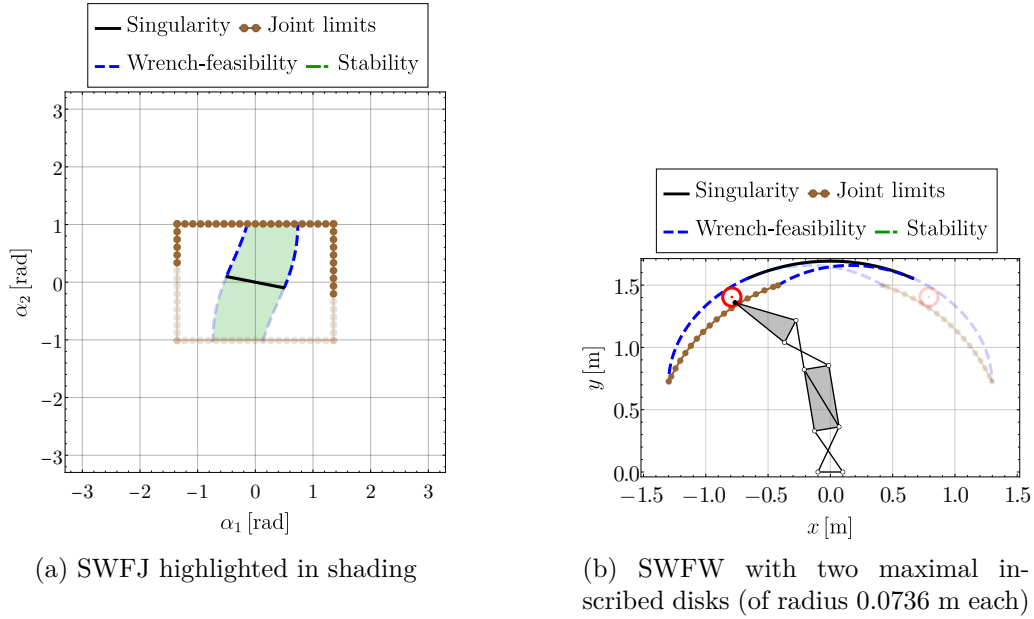 Singularity Joint limits
Wrench-feasibility Stability
3
2
1
0
−1
−2
−3
α₂ [rad]
−3 −2 −1 0 1 2 3
α₁ [rad]
(a) SWFJ highlighted in shading
Singularity Joint limits
Wrench-feasibility Stability
1.5
1.0
0.5
0.0
y [m]
−1.5 −1.0 −0.5 0.0 0.5 1.0 1.5
x [m]
(b) SWFW with two maximal in-
scribed disks (of radius 0.0736 m each)